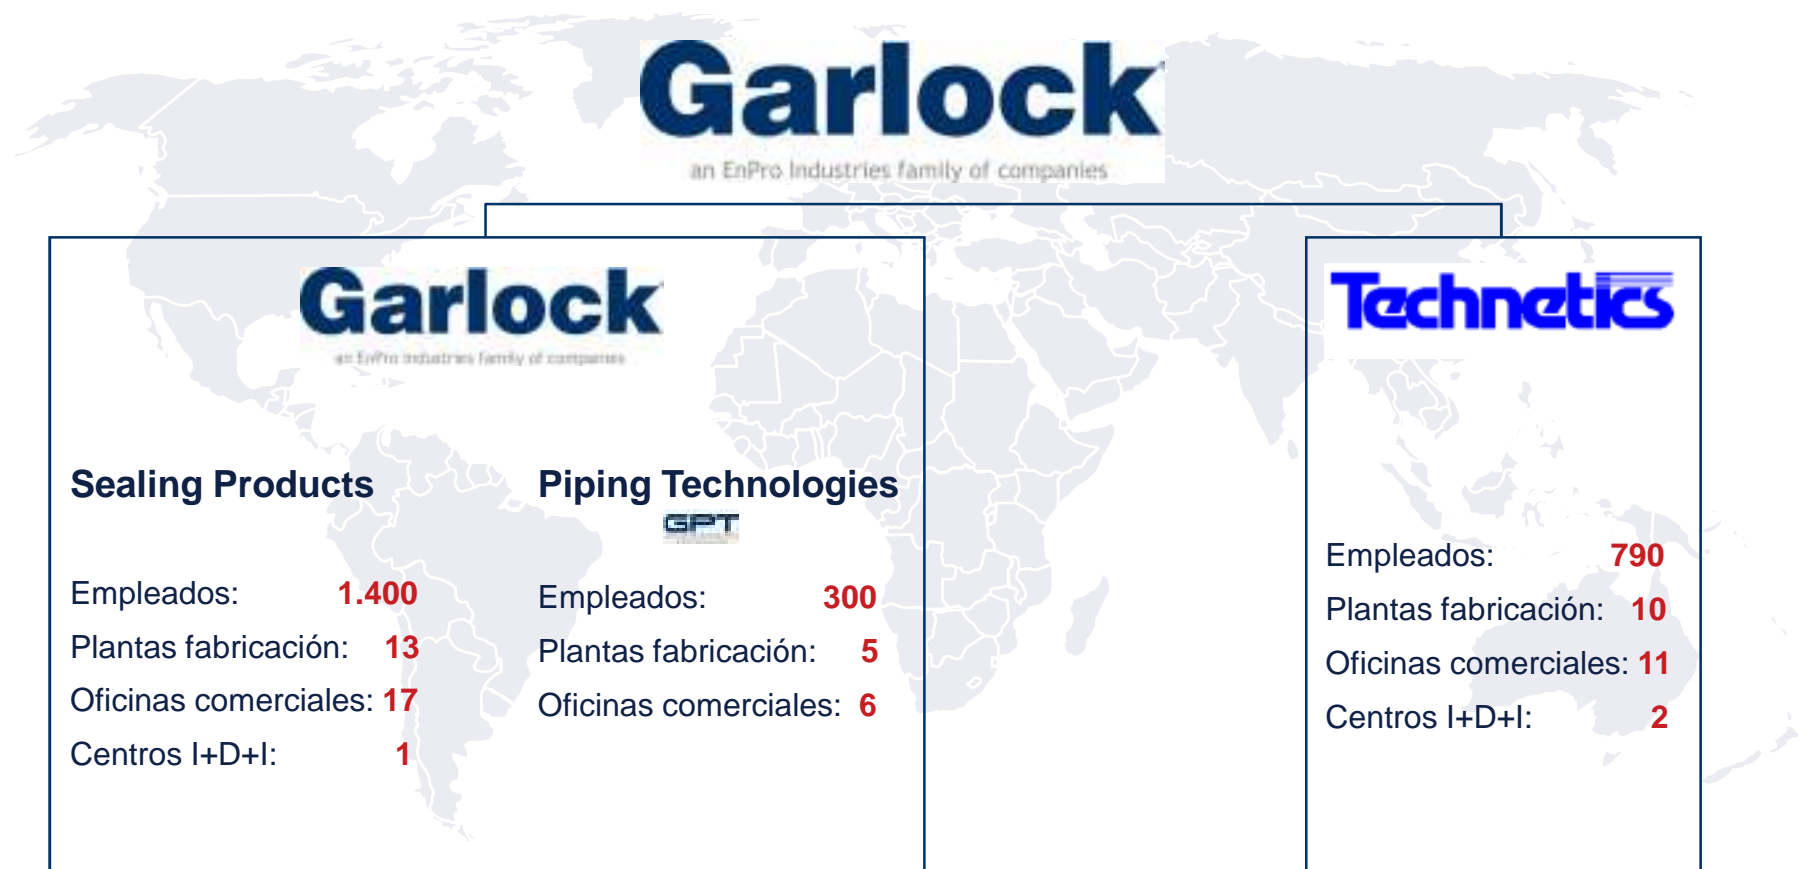 Garlock
an EnPro Industries family of companies
Garlock
an EnPro Industries family of companies
Sealing Products
Empleados: 1.400
Plantas fabricación: 13
Oficinas comerciales: 17
Centros I+D+I: 1
Piping Technologies
GPT
Empleados: 300
Plantas fabricación: 5
Oficinas comerciales: 6
Technetics
Empleados: 790
Plantas fabricación: 10
Oficinas comerciales: 11
Centros I+D+I: 2